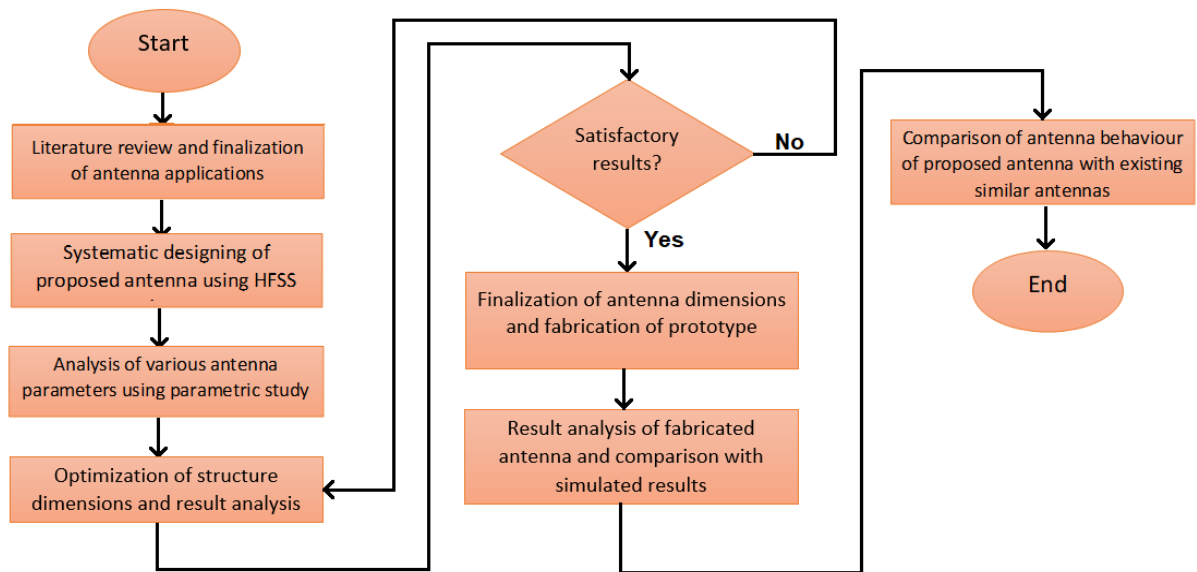 Start
Literature review and finalization
of antenna applications
Systematic designing of
proposed antenna using HFSS
.
Analysis of various antenna
parameters using parametric study
Optimization of structure
dimensions and result analysis
Satisfactory
results?
No
Yes
Finalization of antenna dimensions
and fabrication of prototype
Result analysis of fabricated
antenna and comparison with
simulated results
Comparison of antenna behaviour
of proposed antenna with existing
similar antennas
End